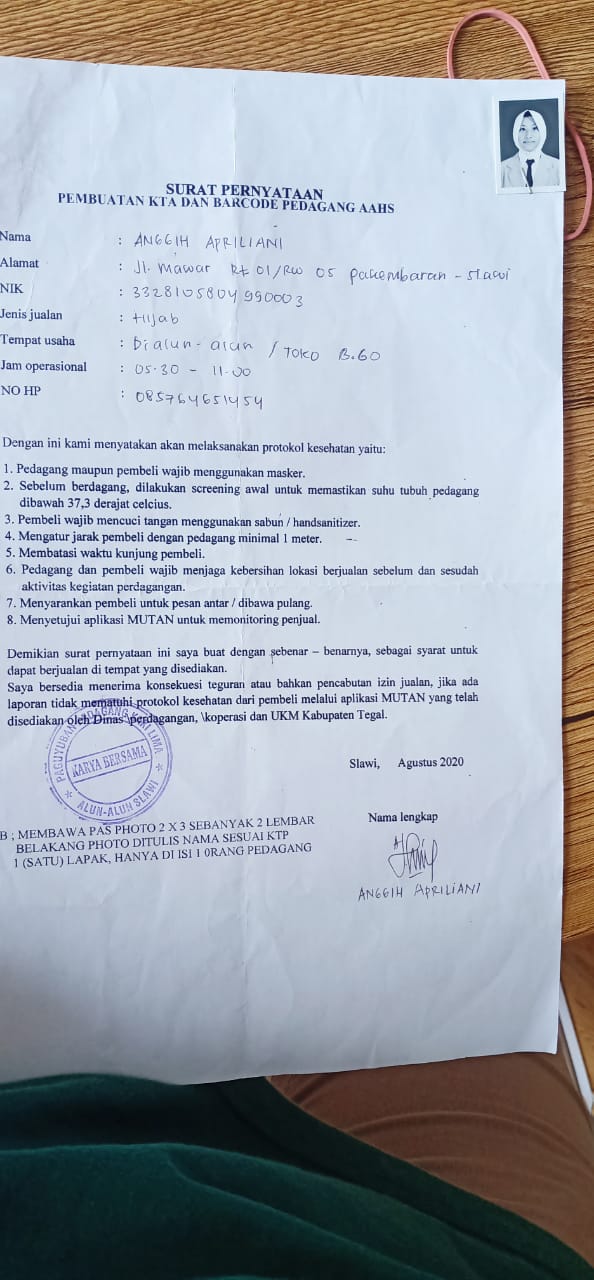 SURAT PERNYATAAN
PEMBUATAN KTA DAN BARCODE PEDAGANG AAHS
Nama : ANGGIH APRILIANI
Alamat : Jl. Mawar Rt 01/RW 05 pakembaran - slawi
NIK : 3328105804990003
Jenis jualan : Hijab
Tempat usaha : Dialun-alun / TOKO B.60
Jam operasional : 05.30 - 11.00
NO HP : 085764651454
Dengan ini kami menyatakan akan melaksanakan protokol kesehatan yaitu:
1. Pedagang maupun pembeli wajib menggunakan masker.
2. Sebelum berdagang, dilakukan screening awal untuk memastikan suhu tubuh pedagang
dibawah 37,3 derajat celcius.
3. Pembeli wajib mencuci tangan menggunakan sabun / handsanitizer.
4. Mengatur jarak pembeli dengan pedagang minimal 1 meter.
5. Membatasi waktu kunjung pembeli.
6. Pedagang dan pembeli wajib menjaga kebersihan lokasi berjualan sebelum dan sesudah
aktivitas kegiatan perdagangan.
7. Menyarankan pembeli untuk pesan antar / dibawa pulang.
8. Menyetujui aplikasi MUTAN untuk memonitoring penjual.
Demikian surat pernyataan ini saya buat dengan sebenar – benarnya, sebagai syarat untuk
dapat berjualan di tempat yang disediakan.
Saya bersedia menerima konsekuesi teguran atau bahkan pencabutan izin jualan, jika ada
laporan tidak mematuhi protokol kesehatan dari pembeli melalui aplikasi MUTAN yang telah
disediakan oleh Dinas \perdagangan, \koperasi dan UKM Kabupaten Tegal.
PAGUYUBAN PEDAGANG KAKI LIMA
KARYA BERSAMA
ALUN-ALUN SLAWI
Slawi, Agustus 2020
B ; MEMBAWA PAS PHOTO 2 X 3 SEBANYAK 2 LEMBAR
BELAKANG PHOTO DITULIS NAMA SESUAI KTP
1 (SATU) LAPAK, HANYA DI ISI 1 0RANG PEDAGANG
Nama lengkap
ANGGIH APRILIANI